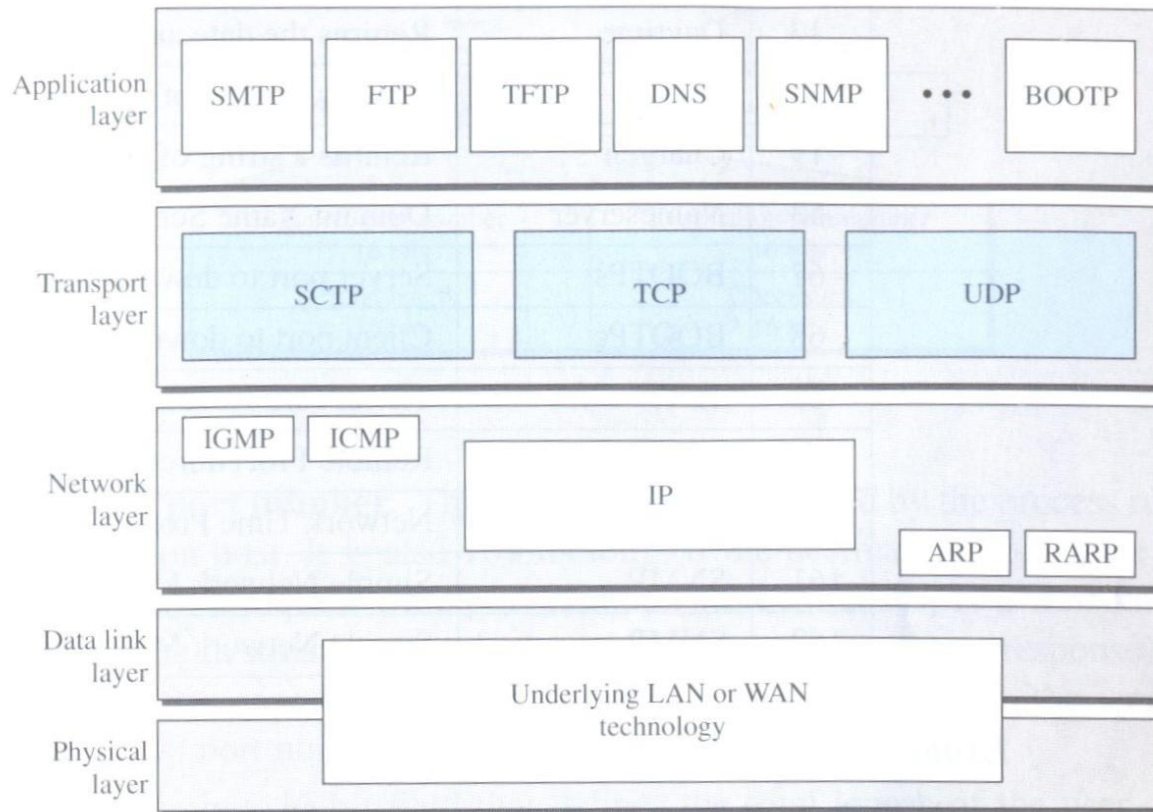 Application
layer
SMTP FTP TFTP DNS SNMP ••• BOOTP
Transport
layer
SCTP TCP UDP
Network
layer
IGMP ICMP
IP
ARP RARP
Data link
layer
Underlying LAN or WAN
technology
Physical
layer